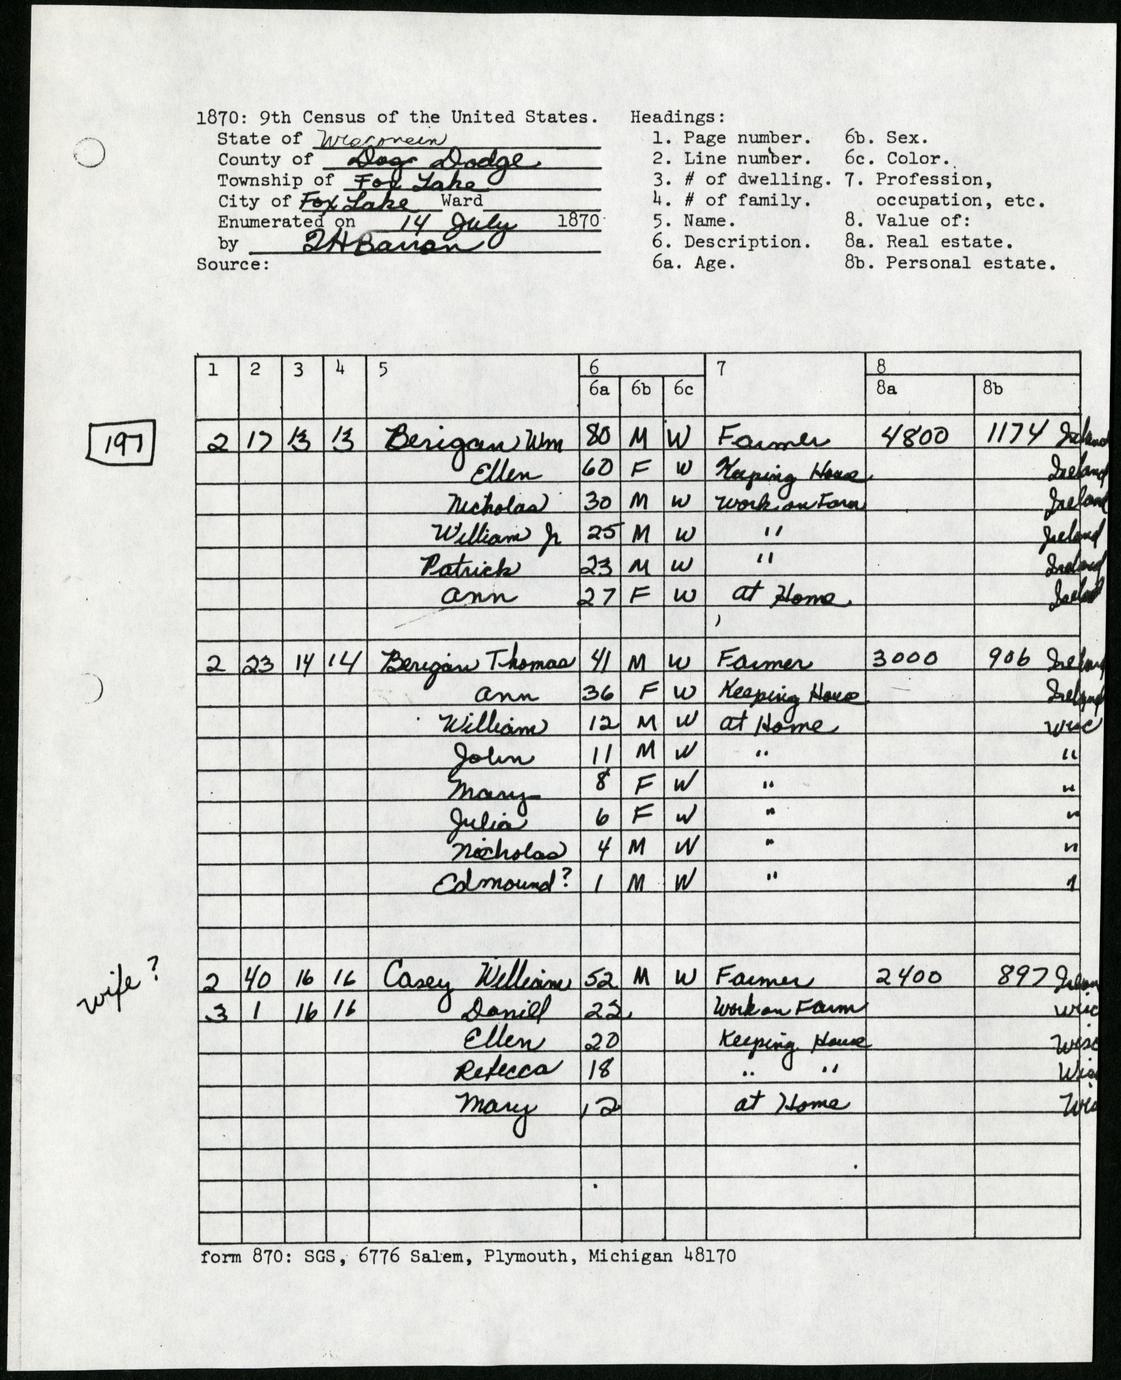 1870: 9th Census of the United States.
State of Wisconsin
County of Dog Dodge
Township of Fox Lake
City of Fox Lake Ward
Enumerated on 14 July 1870
by Barron
Source:
Headings:
1. Page number. 6b. Sex.
2. Line number. 6c. Color.
3. # of dwelling. 7. Profession,
4. # of family. occupation, etc.
5. Name. 8. Value of:
6. Description. 8a. Real estate.
6a. Age. 8b. Personal estate.
1 2 3 4 5 6 7 8
6a 6b 6c 8a 8b
197 2 17 13 13 Berigan Wm 80 M W Farmer 4800 1174 Ireland
Ellen 60 F W Keeping House Ireland
Nicholas 30 M W Work on Farm Ireland
William Jr 25 M W " Ireland
Patrick 23 M W " Ireland
Ann 27 F W at Home Ireland
2 23 14 14 Berigan Thomas 41 M W Farmer 3000 906 Ireland
Ann 36 F W Keeping House Ireland
William 12 M W at Home Wisc
John 11 M W " "
Mary 8 F W " "
Julia 6 F W " "
Nicholas 4 M W " "
Edmound? 1 M W " "
wife? 2 40 16 16 Casey William 52 M W Farmer 2400 897 Irelan
3 1 16 16 Daniel 22 Work on Farm Wisc
Ellen 20 Keeping House Wisc
Rebecca 18 " " Wisc
Mary 12 at Home Wisc
form 870: SGS, 6776 Salem, Plymouth, Michigan 48170